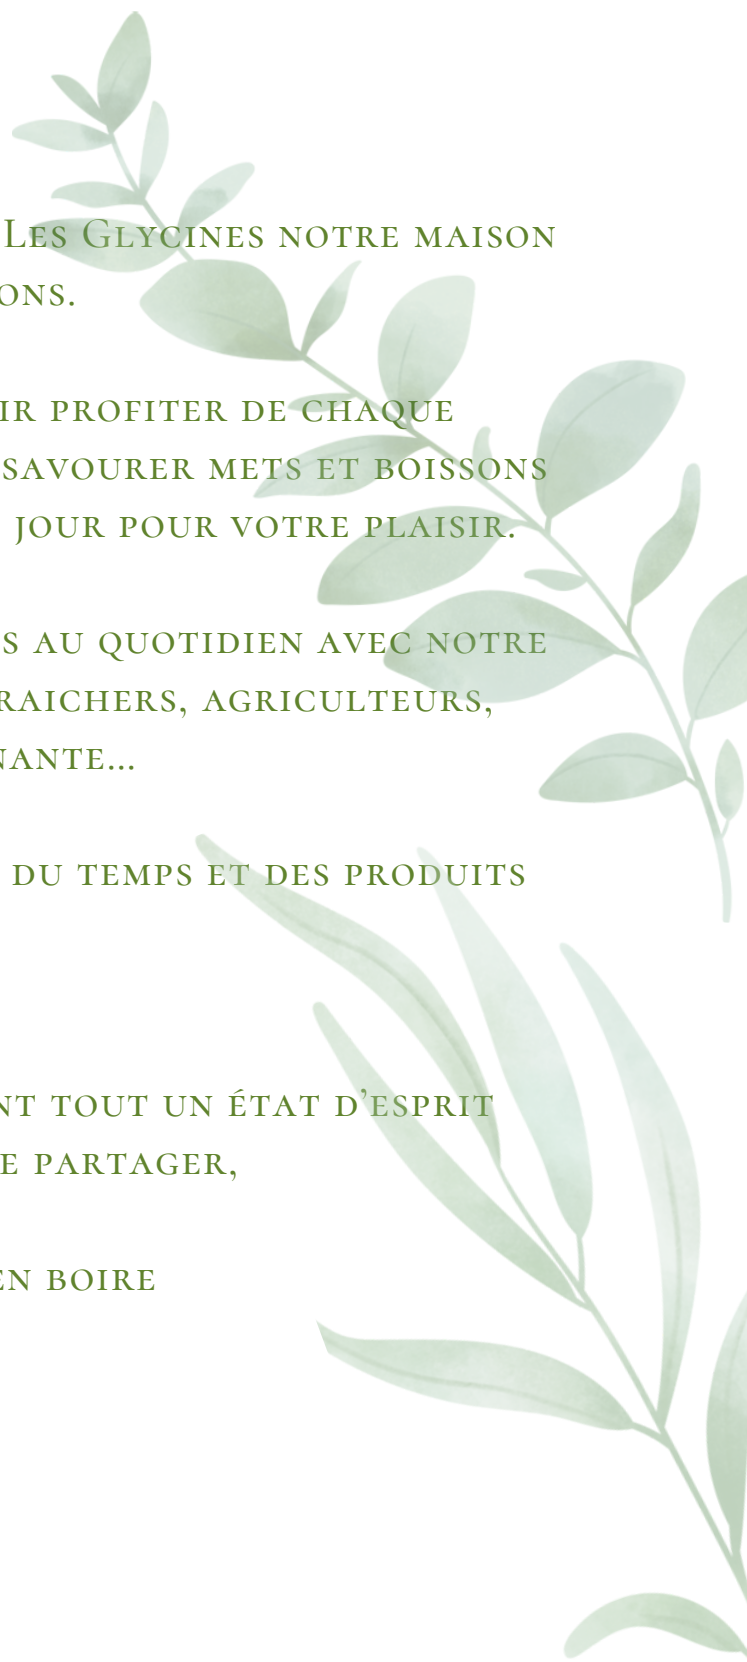 Les Glycines notre maison
ons.
ir profiter de chaque
savourer mets et boissons
jour pour votre plaisir.
s au quotidien avec notre
raichers, agriculteurs,
nante...
du temps et des produits
nt tout un état d'esprit
e partager,
en boire